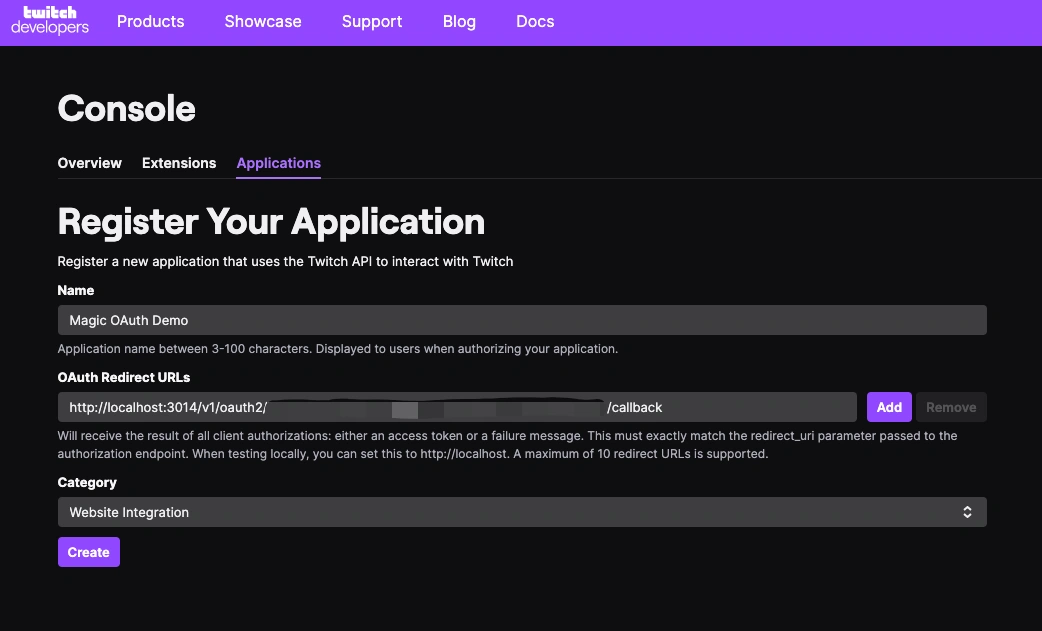 twitch
developers
Products
Showcase
Support
Blog
Docs
Console
Overview
Extensions
Applications
Register Your Application
Register a new application that uses the Twitch API to interact with Twitch
Name
Magic OAuth Demo
Application name between 3-100 characters. Displayed to users when authorizing your application.
OAuth Redirect URLs
http://localhost:3014/v1/oauth2/ /callback
Add
Remove
Will receive the result of all client authorizations: either an access token or a failure message. This must exactly match the redirect_uri parameter passed to the
authorization endpoint. When testing locally, you can set this to http://localhost. A maximum of 10 redirect URLs is supported.
Category
Website Integration
Create